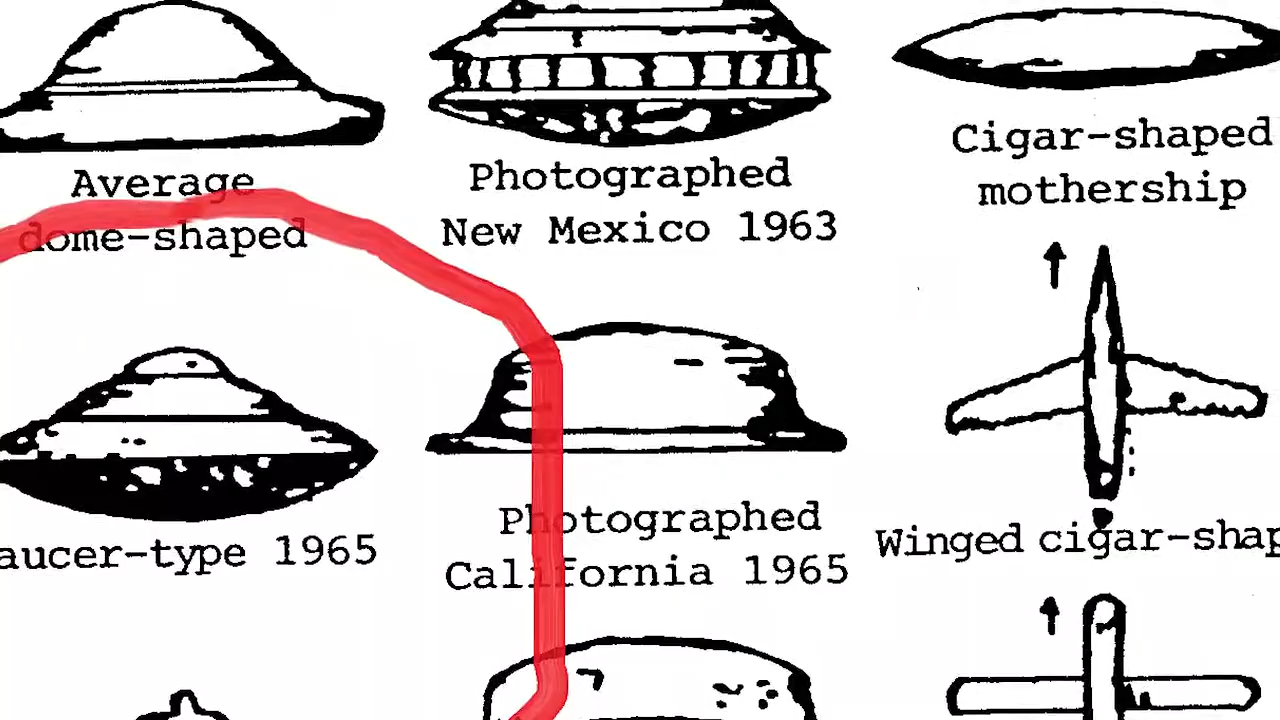 Average
dome-shaped
Photographed
New Mexico 1963
Cigar-shaped
mothership
aucer-type 1965
Photographed
California 1965
Winged cigar-shap